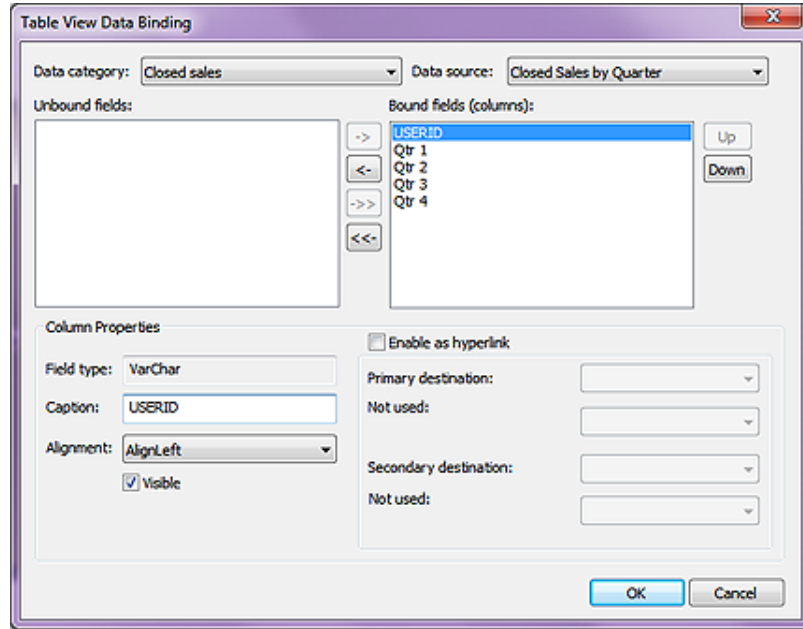 Table View Data Binding
Data category: Closed sales Data source: Closed Sales by Quarter
Unbound fields: Bound fields (columns):
-> USERID Up
Qtr 1
<- Qtr 2 Down
Qtr 3
->> Qtr 4
<<-
Column Properties
Enable as hyperlink
Field type: VarChar
Primary destination:
Caption: USERID
Not used:
Alignment: AlignLeft
Secondary destination:
Visible
Not used:
OK Cancel